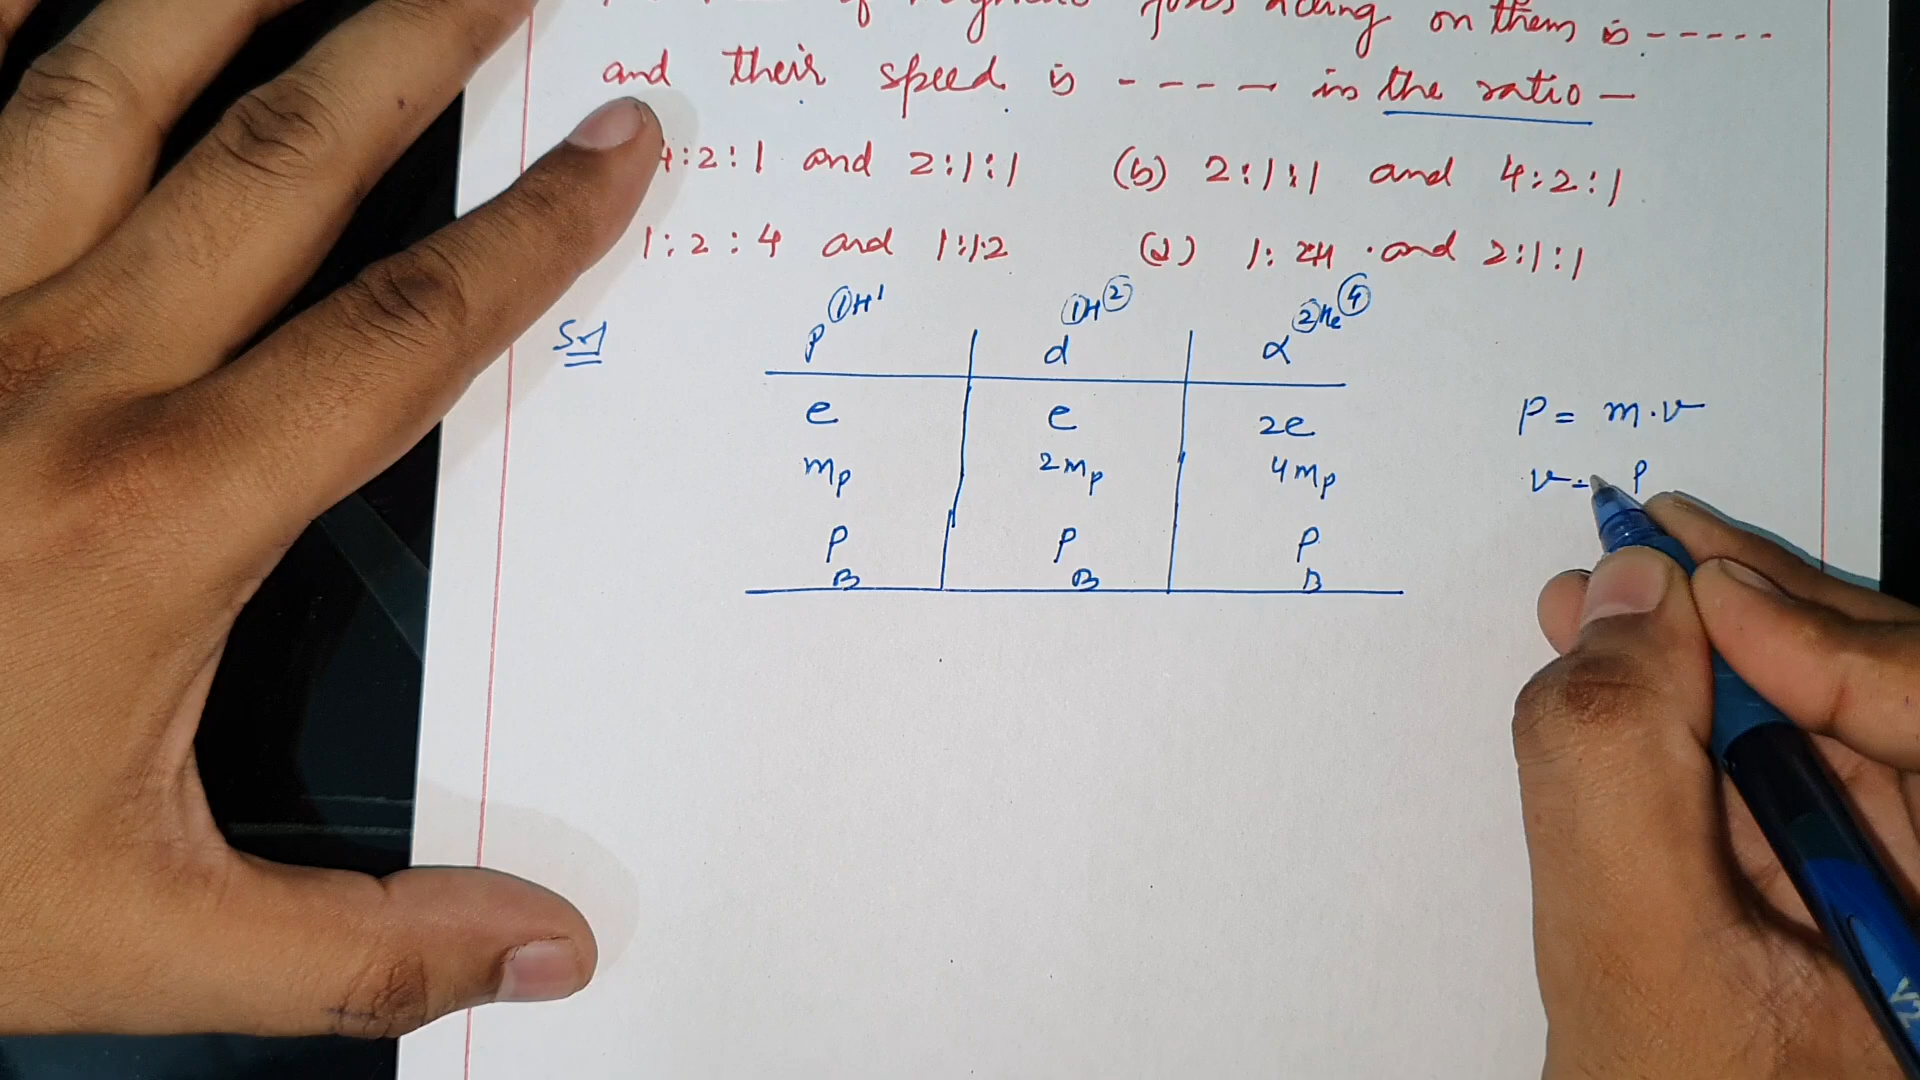 of acting on them is -----
and their speed is ---- in the ratio —
4:2:1 and 2:1:1 (b) 2:1:1 and 4:2:1
1:2:4 and 1:1:2 (d) 1:2:4 and 2:1:1
Sol
1H1 1H2 2He4
p d α
e e 2e
mp 2mp 4mp
P P P
B B B
P = m.v
v = P